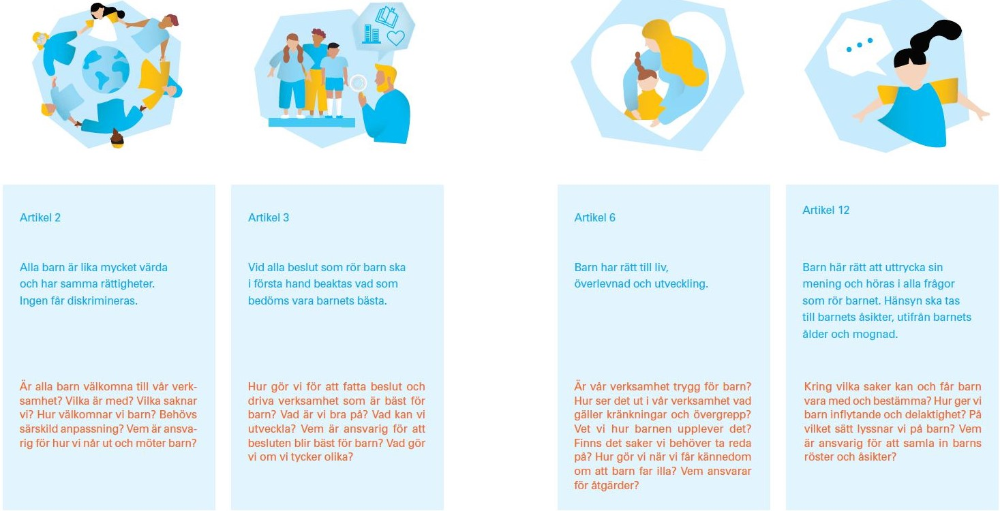 Artikel 2
Alla barn är lika mycket värda
och har samma rättigheter.
Ingen får diskrimineras.
Är alla barn välkomna till vår verk-
samhet? Vilka är med? Vilka saknar
vi? Hur välkomnar vi barn? Behövs
särskild anpassning? Vem är ansva-
rig för hur vi når ut och möter barn?
Artikel 3
Vid alla beslut som rör barn ska
i första hand beaktas vad som
bedöms vara barnets bästa.
Hur gör vi för att fatta beslut och
driva verksamhet som är bäst för
barn? Vad är vi bra på? Vad kan vi
utveckla? Vem är ansvarig för att
besluten blir bäst för barn? Vad gör
vi om vi tycker olika?
Artikel 6
Barn har rätt till liv,
överlevnad och utveckling.
Är vår verksamhet trygg för barn?
Hur ser det ut i vår verksamhet vad
gäller kränkningar och övergrepp?
Vet vi hur barnen upplever det?
Finns det saker vi behöver ta reda
på? Hur gör vi när vi får kännedom
om att barn far illa? Vem ansvarar
för åtgärder?
Artikel 12
Barn här rätt att uttrycka sin
mening och höras i alla frågor
som rör barnet. Hänsyn ska tas
till barnets åsikter, utifrån barnets
ålder och mognad.
Kring vilka saker kan och får barn
vara med och bestämma? Hur ger vi
barn inflytande och delaktighet? På
vilket sätt lyssnar vi på barn? Vem
är ansvarig för att samla in barns
röster och åsikter?